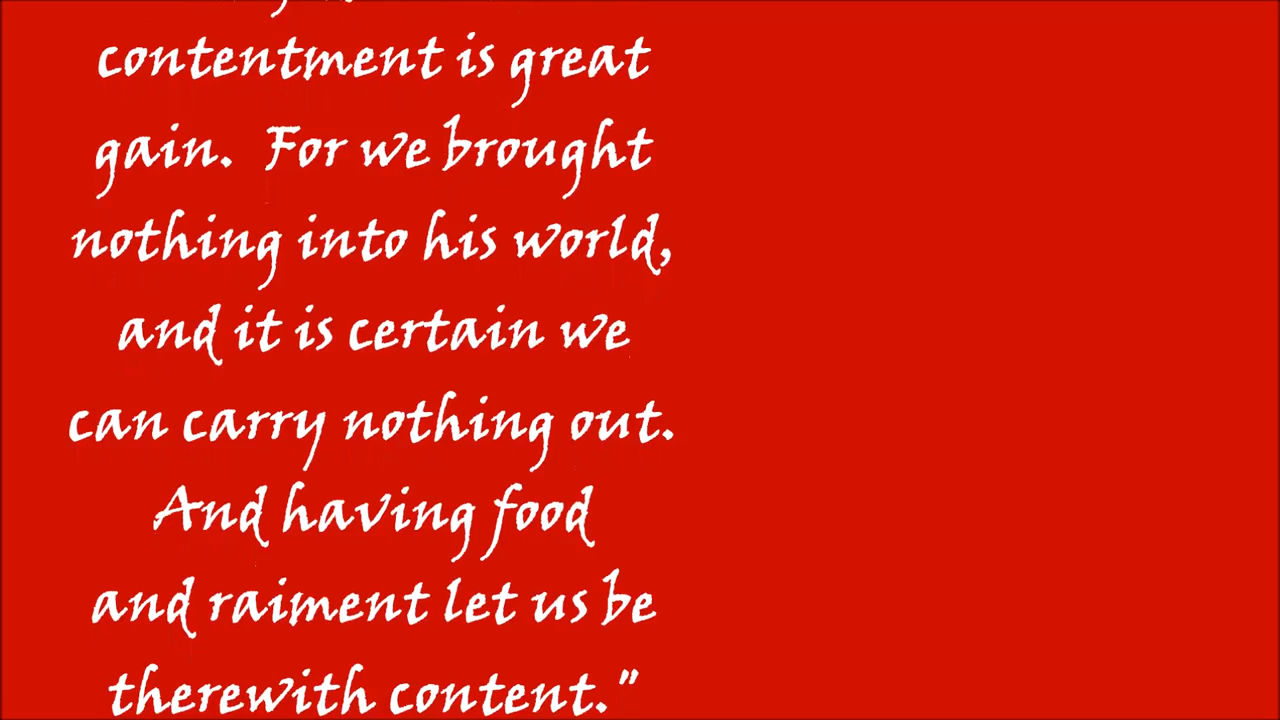 contentment is great
gain. For we brought
nothing into his world,
and it is certain we
can carry nothing out.
And having food
and raiment let us be
therewith content."